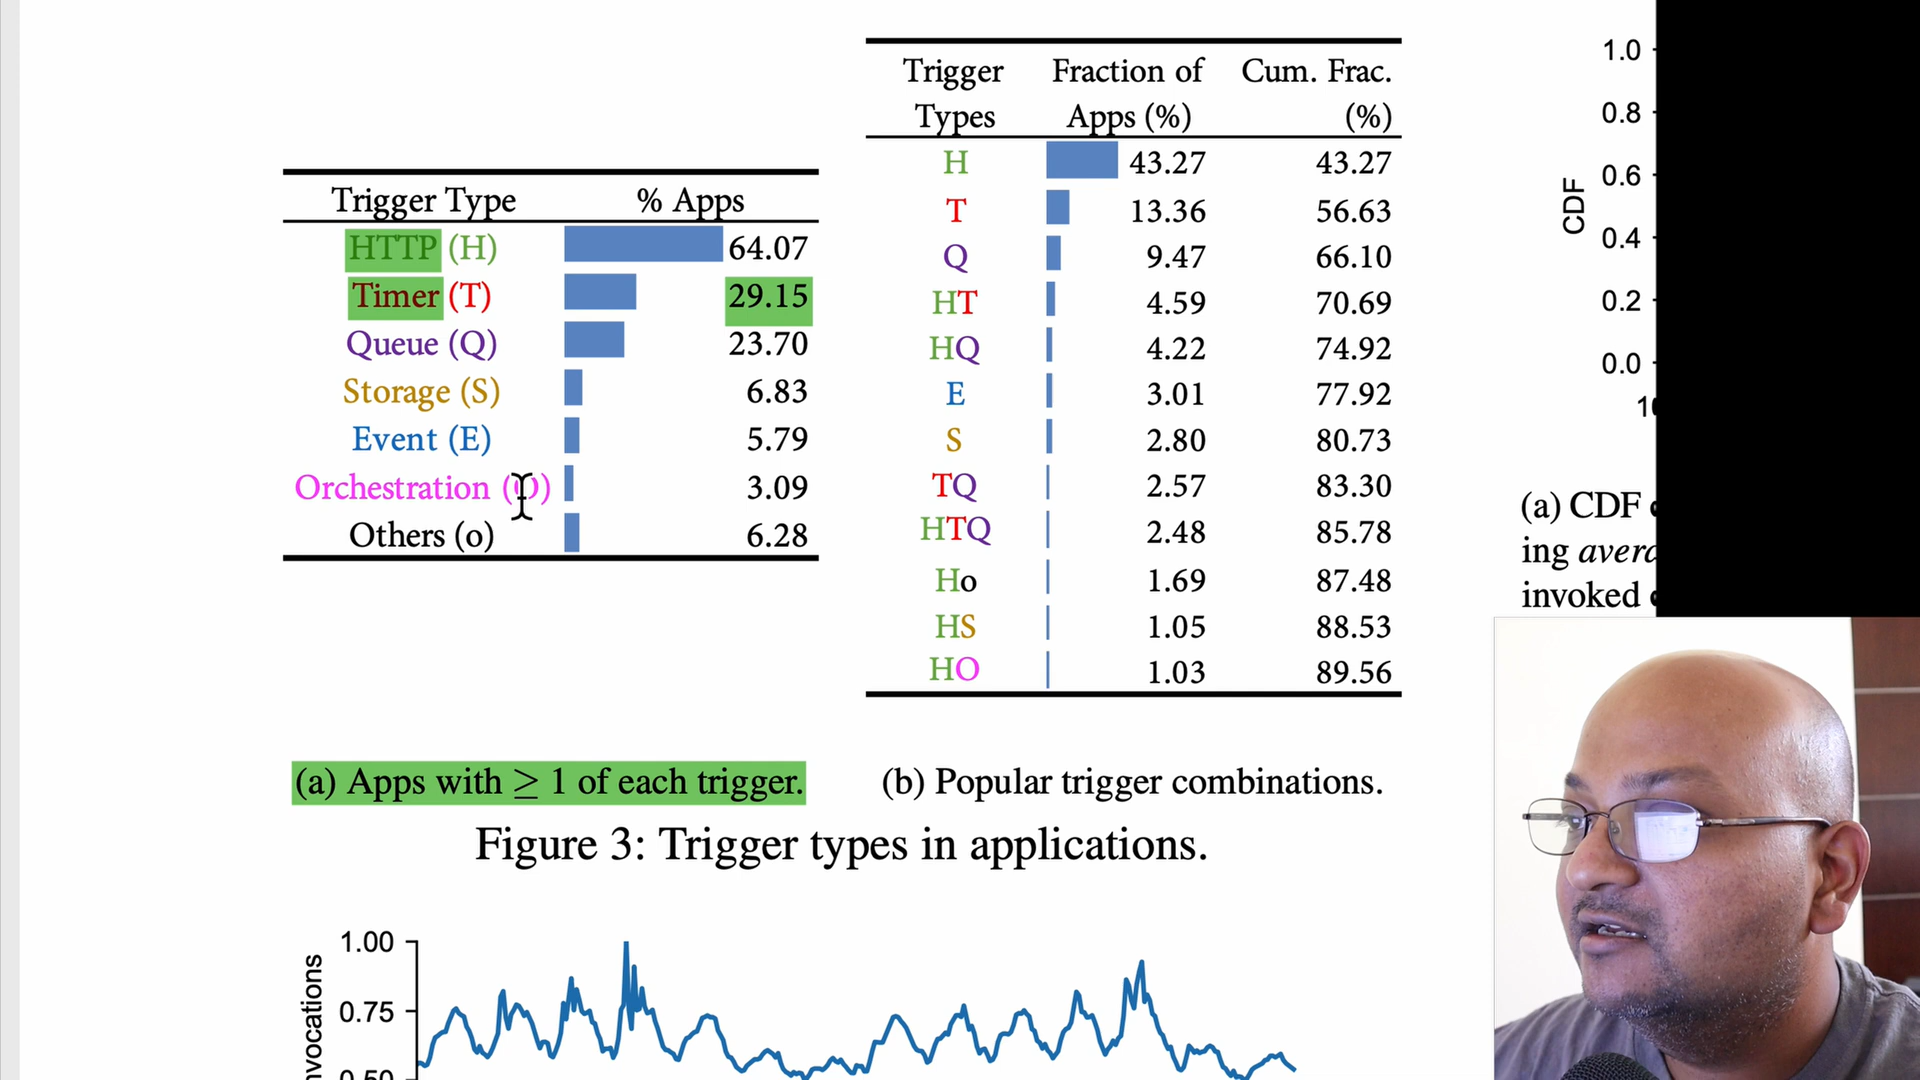 Trigger Type % Apps
HTTP (H) 64.07
Timer (T) 29.15
Queue (Q) 23.70
Storage (S) 6.83
Event (E) 5.79
Orchestration (O) 3.09
Others (o) 6.28
(a) Apps with ≥ 1 of each trigger.
Trigger Fraction of Cum. Frac.
Types Apps (%) (%)
H 43.27 43.27
T 13.36 56.63
Q 9.47 66.10
HT 4.59 70.69
HQ 4.22 74.92
E 3.01 77.92
S 2.80 80.73
TQ 2.57 83.30
HTQ 2.48 85.78
Ho 1.69 87.48
HS 1.05 88.53
HO 1.03 89.56
(b) Popular trigger combinations.
Figure 3: Trigger types in applications.
1.00
0.75
0.50
CDF
1.0
0.8
0.6
0.4
0.2
0.0
(a) CDF
ing
invoked